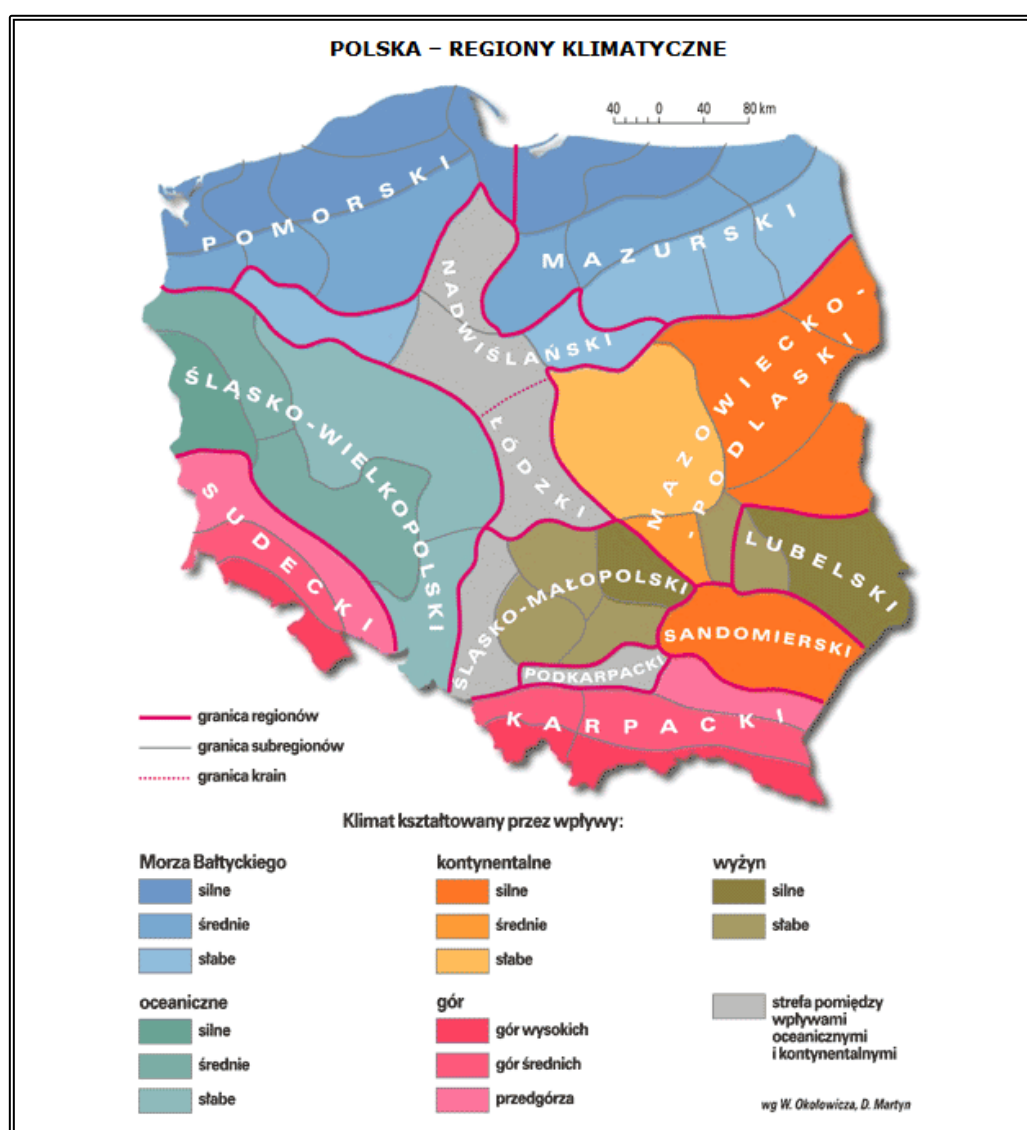 POLSKA – REGIONY KLIMATYCZNE
40 0 40 80 km
POMORSKI
MAZURSKI
NADWIŚLAŃSKI
MAZOWIECKO-
-PODLASKI
ŚLĄSKO-WIELKOPOLSKI
ŁÓDZKI
SUDECKI
LUBELSKI
ŚLĄSKO-MAŁOPOLSKI
SANDOMIERSKI
PODKARPACKI
KARPACKI
granica regionów
granica subregionów
granica krain
Klimat kształtowany przez wpływy:
Morza Bałtyckiego
silne
średnie
słabe
kontynentalne
silne
średnie
słabe
wyżyn
silne
słabe
oceaniczne
silne
średnie
słabe
gór
gór wysokich
gór średnich
przedgórza
strefa pomiędzy
wpływami
oceanicznymi
i kontynentalnymi
wg W. Okołowicza, D. Martyn